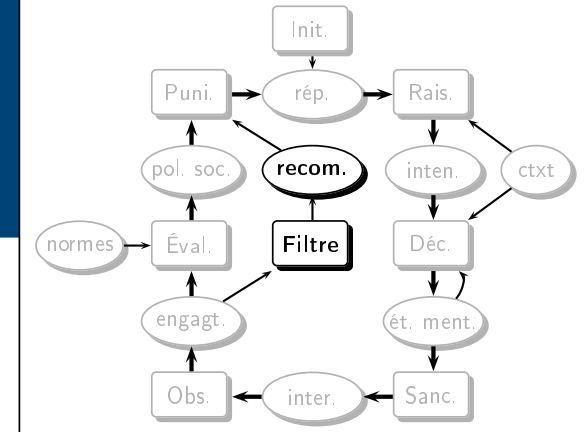 Init.
Puni.
rép.
Rais.
pol. soc.
recom.
inten.
ctxt
normes
Éval.
Filtre
Déc.
engagt.
ét. ment.
Obs.
inter.
Sanc.